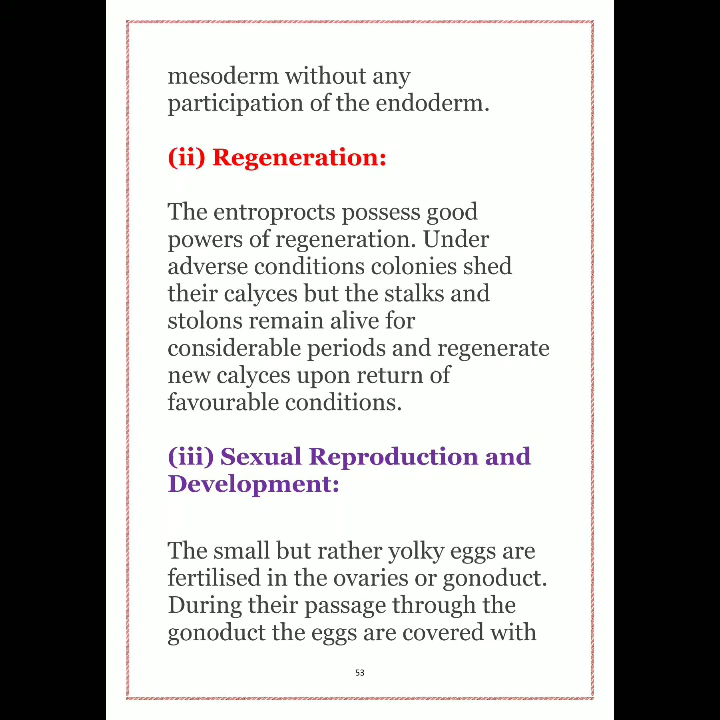 mesoderm without any
participation of the endoderm.
(ii) Regeneration:
The entroprocts possess good
powers of regeneration. Under
adverse conditions colonies shed
their calyces but the stalks and
stolons remain alive for
considerable periods and regenerate
new calyces upon return of
favourable conditions.
(iii) Sexual Reproduction and
Development:
The small but rather yolky eggs are
fertilised in the ovaries or gonoduct.
During their passage through the
gonoduct the eggs are covered with
53